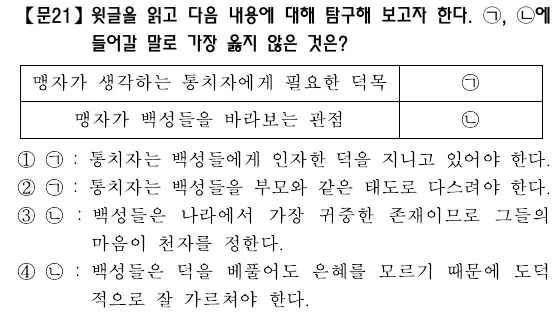 【문21】 윗글을 읽고 다음 내용에 대해 탐구해 보고자 한다. ㉠, ㉡에
들어갈 말로 가장 옳지 않은 것은?
맹자가 생각하는 통치자에게 필요한 덕목 ㉠
맹자가 백성들을 바라보는 관점 ㉡
① ㉠ : 통치자는 백성들에게 인자한 덕을 지니고 있어야 한다.
② ㉠ : 통치자는 백성들을 부모와 같은 태도로 다스려야 한다.
③ ㉡ : 백성들은 나라에서 가장 귀중한 존재이므로 그들의
마음이 천자를 정한다.
④ ㉡ : 백성들은 덕을 베풀어도 은혜를 모르기 때문에 도덕
적으로 잘 가르쳐야 한다.